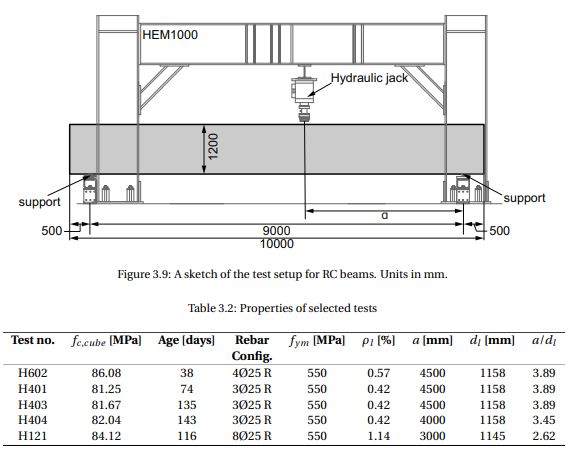 HEM1000
Hydraulic jack
1200
support
support
a
500
9000
500
10000
Figure 3.9: A sketch of the test setup for RC beams. Units in mm.
Table 3.2: Properties of selected tests
Test no. f_c,cube [MPa] Age [days] Rebar Config. f_ym [MPa] ρ_l [%] a [mm] d_l [mm] a/d_l
H602 86.08 38 4Ø25 R 550 0.57 4500 1158 3.89
H401 81.25 74 3Ø25 R 550 0.42 4500 1158 3.89
H403 81.67 135 3Ø25 R 550 0.42 4500 1158 3.89
H404 82.04 143 3Ø25 R 550 0.42 4000 1158 3.45
H121 84.12 116 8Ø25 R 550 1.14 3000 1145 2.62